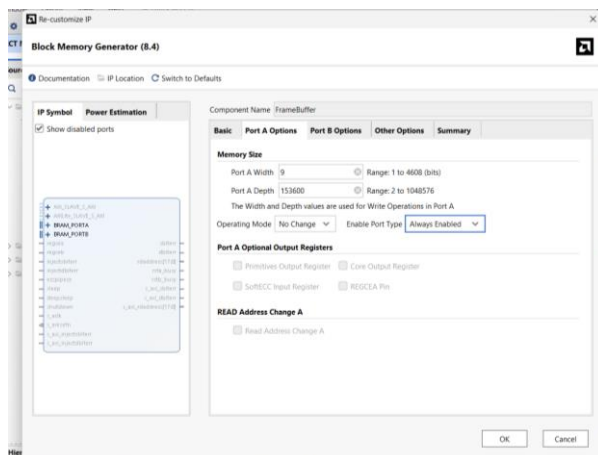 Re-customize IP
Block Memory Generator (8.4)
Documentation IP Location Switch to Defaults
IP Symbol Power Estimation
Show disabled ports
+ BRAM_PORTA
+ BRAM_PORTB
Component Name FrameBuffer
Basic Port A Options Port B Options Other Options Summary
Memory Size
Port A Width 9 Range: 1 to 4608 (bits)
Port A Depth 153600 Range: 2 to 1048576
The Width and Depth values are used for Write Operations in Port A
Operating Mode No Change Enable Port Type Always Enabled
Port A Optional Output Registers
Primitives Output Register Core Output Register
SoftECC Input Register REGCEA Pin
READ Address Change A
Read Address Change A
OK Cancel